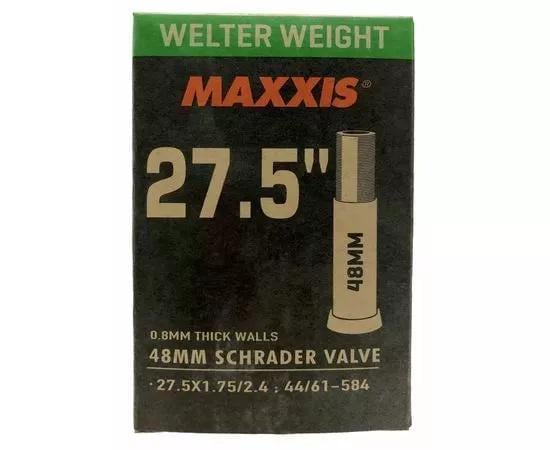 WELTER WEIGHT
MAXXIS®
27.5"
48MM
0.8MM THICK WALLS
48MM SCHRADER VALVE
· 27.5X1.75/2.4 ; 44/61-584